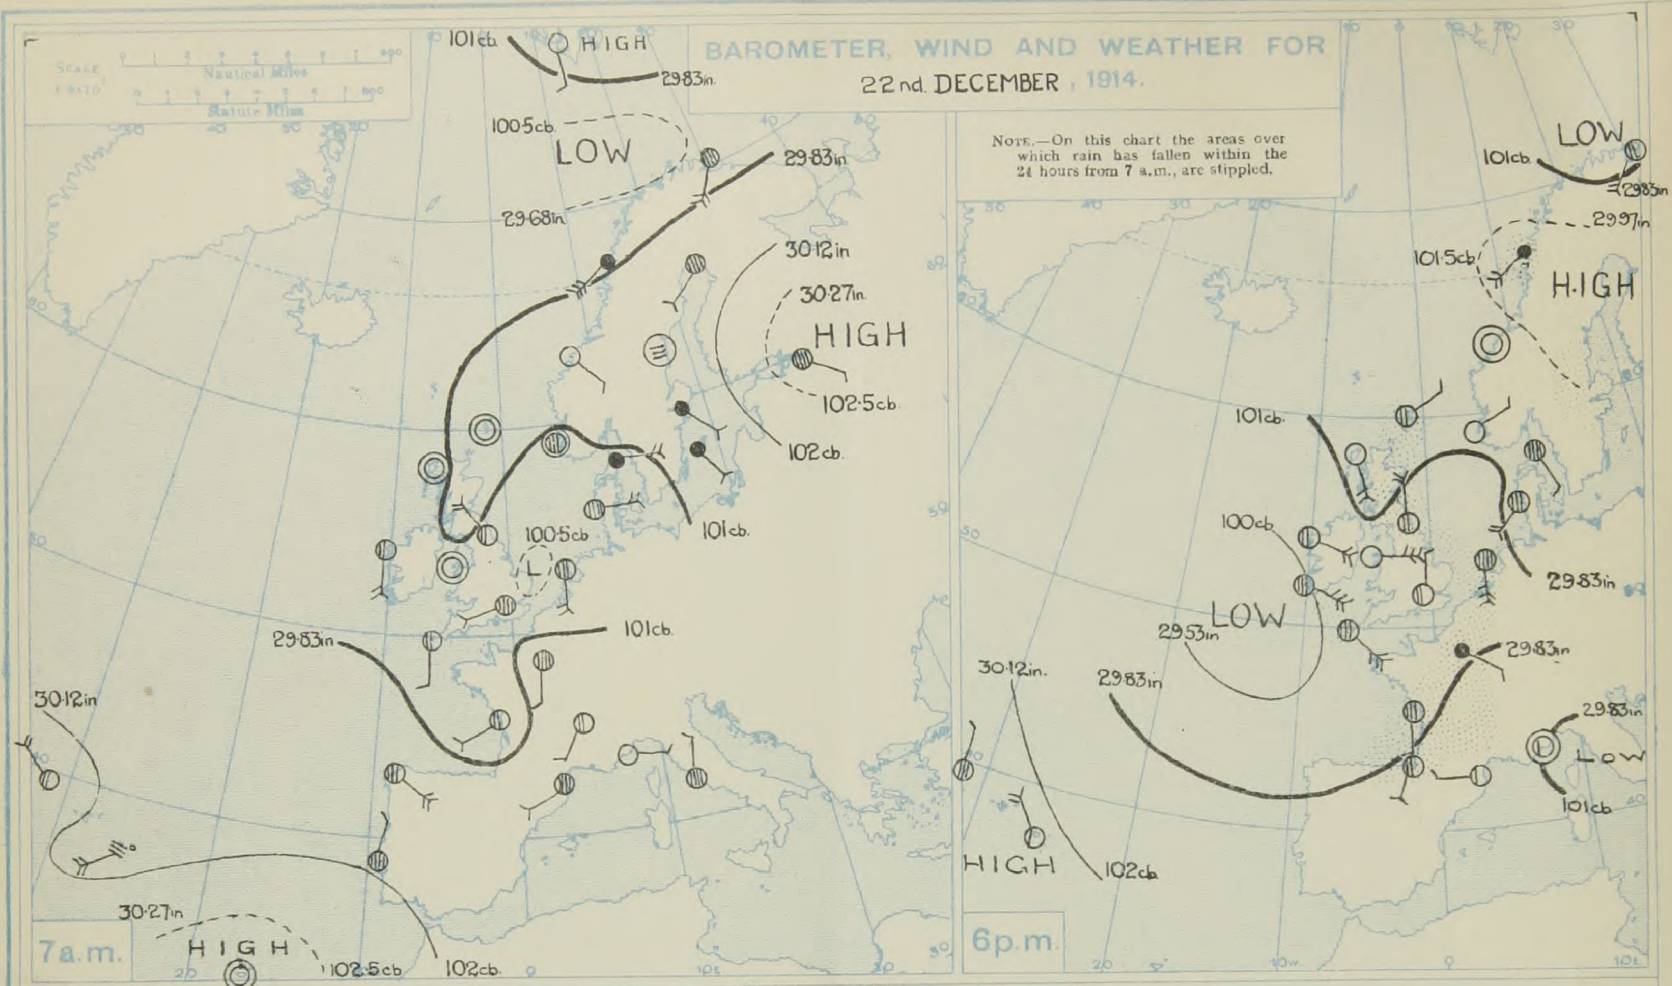 BAROMETER, WIND AND WEATHER FOR
22nd. DECEMBER, 1914.
NOTE.—On this chart the areas over
which rain has fallen within the
24 hours from 7 a.m., are stippled.
SCALE
Nautical Miles
Statute Miles
101cb.
HIGH
29·83in.
100·5cb.
LOW
29·83in.
29·68in.
30·12in
30·27in.
HIGH
102·5cb.
102cb.
101cb.
100·5cb
L
29·83in
101cb.
30·12in
30·27in
HIGH
102·5cb
102cb.
7a.m.
LOW
101cb.
29·83in
29·97in
101·5cb
HIGH
101cb.
100cb.
29·83in
LOW
29·53in
29·83in
30·12in.
29·83in
29·83in
L
LOW
101cb
HIGH
102cb
6p.m.